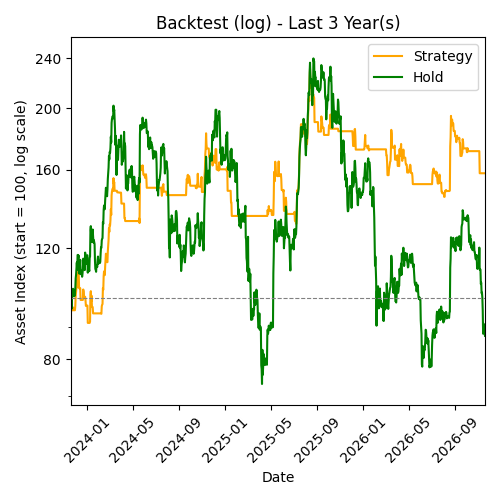 Backtest (log) - Last 3 Year(s)
Strategy
Hold
Asset Index (start = 100, log scale)
240
200
160
120
80
2024-01
2024-05
2024-09
2025-01
2025-05
2025-09
2026-01
2026-05
2026-09
Date